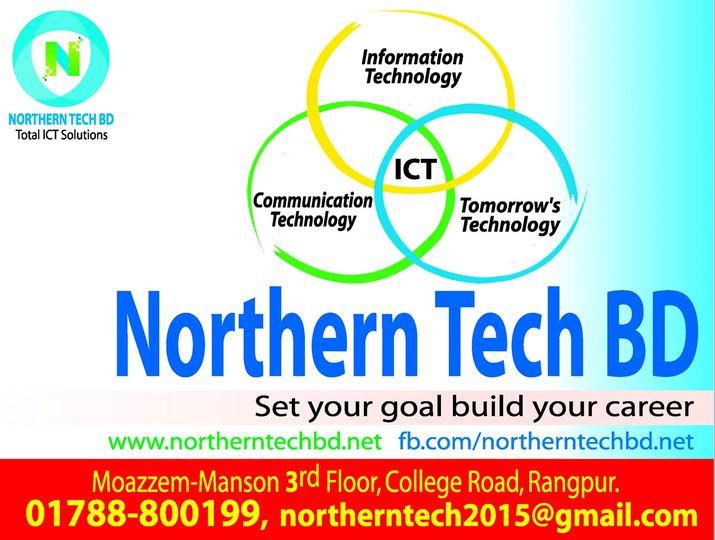 N
NORTHERN TECH BD
Total ICT Solutions
Information
Technology
ICT
Communication
Technology
Tomorrow's
Technology
Northern Tech BD
Set your goal build your career
www.northerntechbd.net fb.com/northerntechbd.net
Moazzem-Manson 3rd Floor, College Road, Rangpur.
01788-800199, northerntech2015@gmail.com